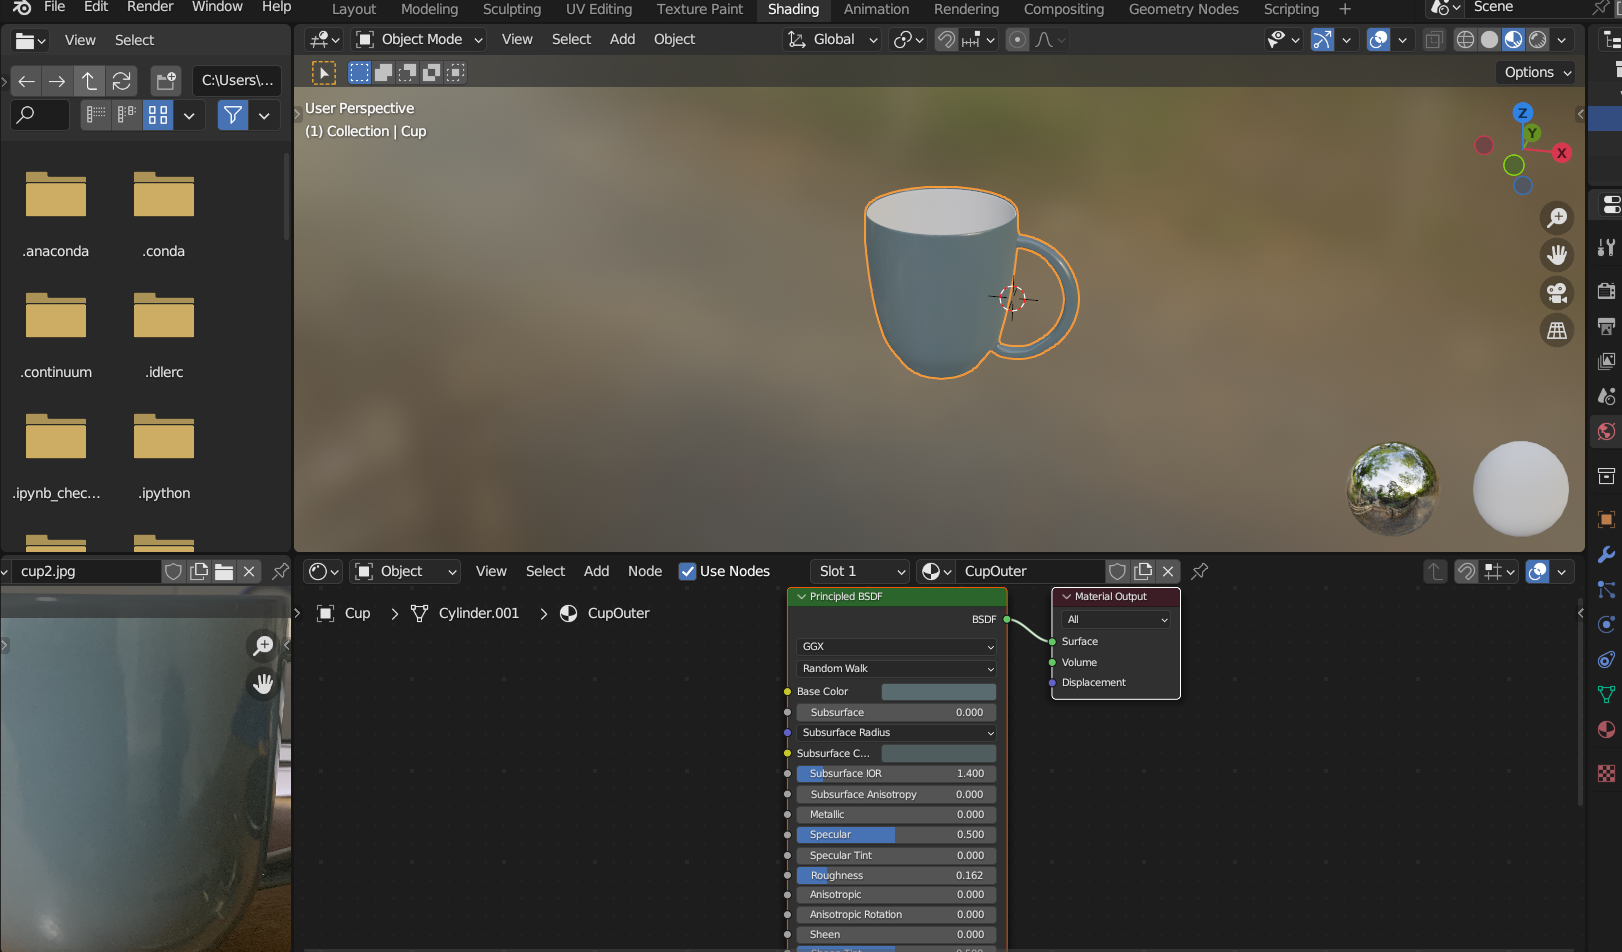 File Edit Render Window Help
Layout Modeling Sculpting UV Editing Texture Paint Shading Animation Rendering Compositing Geometry Nodes Scripting +
Scene
View Select
Object Mode View Select Add Object
Global
C:\Users\...
Options
User Perspective
(1) Collection | Cup
Z
Y
X
.anaconda .conda
.continuum .idlerc
.ipynb_chec... .ipython
cup2.jpg
Object View Select Add Node Use Nodes Slot 1 CupOuter
Cup > Cylinder.001 > CupOuter
Principled BSDF
BSDF
GGX
Random Walk
Base Color
Subsurface 0.000
Subsurface Radius
Subsurface C...
Subsurface IOR 1.400
Subsurface Anisotropy 0.000
Metallic 0.000
Specular 0.500
Specular Tint 0.000
Roughness 0.162
Anisotropic 0.000
Anisotropic Rotation 0.000
Sheen 0.000
Material Output
All
Surface
Volume
Displacement